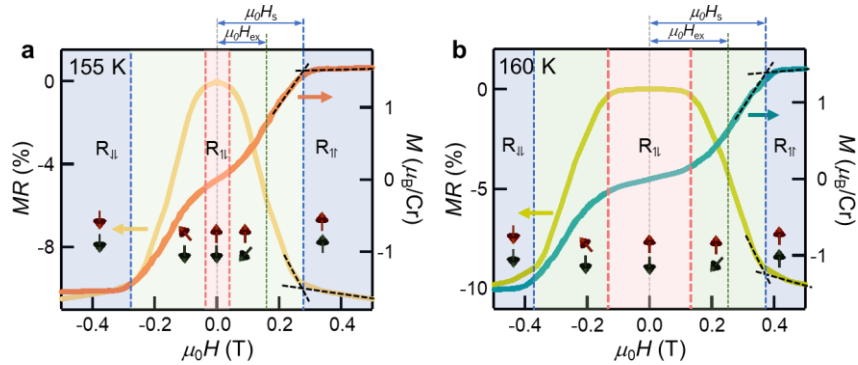 μ₀Hₛ
μ₀Hₑₓ
a
155 K
0
-4
-8
MR (%)
R⇓
R⇅
R⇈
1
0
-1
M (μ_B/Cr)
-0.4 -0.2 0.0 0.2 0.4
μ₀H (T)
μ₀Hₛ
μ₀Hₑₓ
b
160 K
0
-5
-10
MR (%)
R⇓
R⇅
R⇈
1
0
-1
M (μ_B/Cr)
-0.4 -0.2 0.0 0.2 0.4
μ₀H (T)